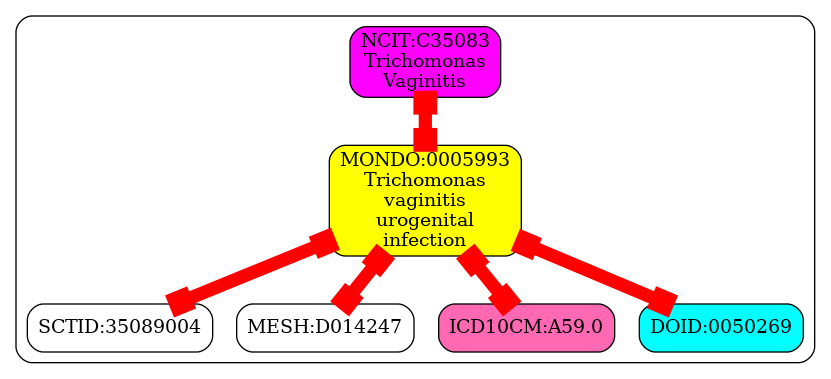 NCIT:C35083
Trichomonas
Vaginitis
MONDO:0005993
Trichomonas
vaginitis
urogenital
infection
SCTID:35089004
MESH:D014247
ICD10CM:A59.0
DOID:0050269